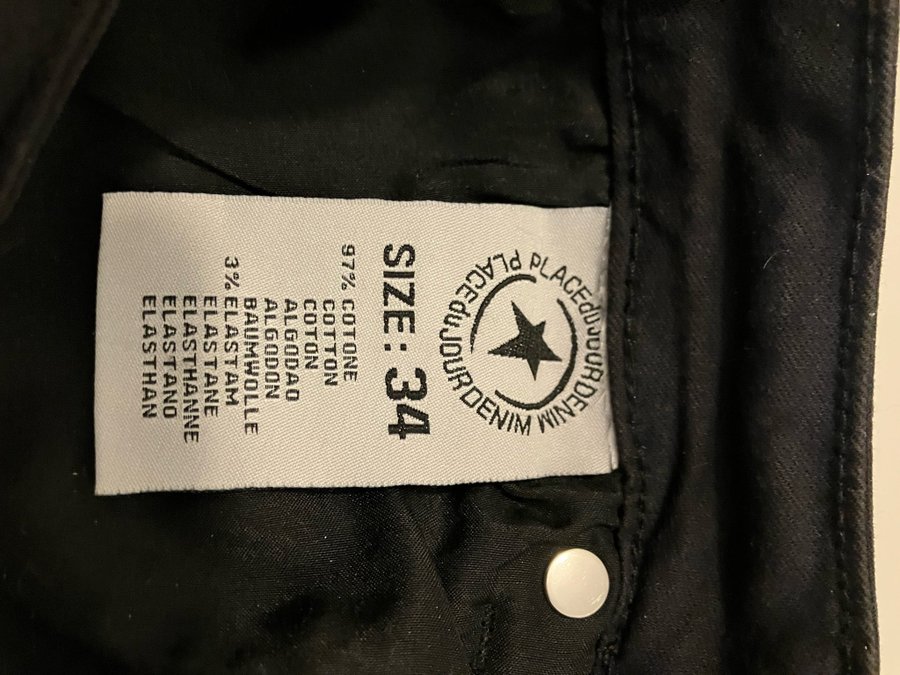 PLACEduJOUR DENIM PLACEduJOUR DENIM
SIZE: 34
97% COTONE
COTTON
COTON
ALGODAO
ALGODON
BAUMWOLLE
3% ELASTAM
ELASTANE
ELASTHANNE
ELASTANO
ELASTHAN